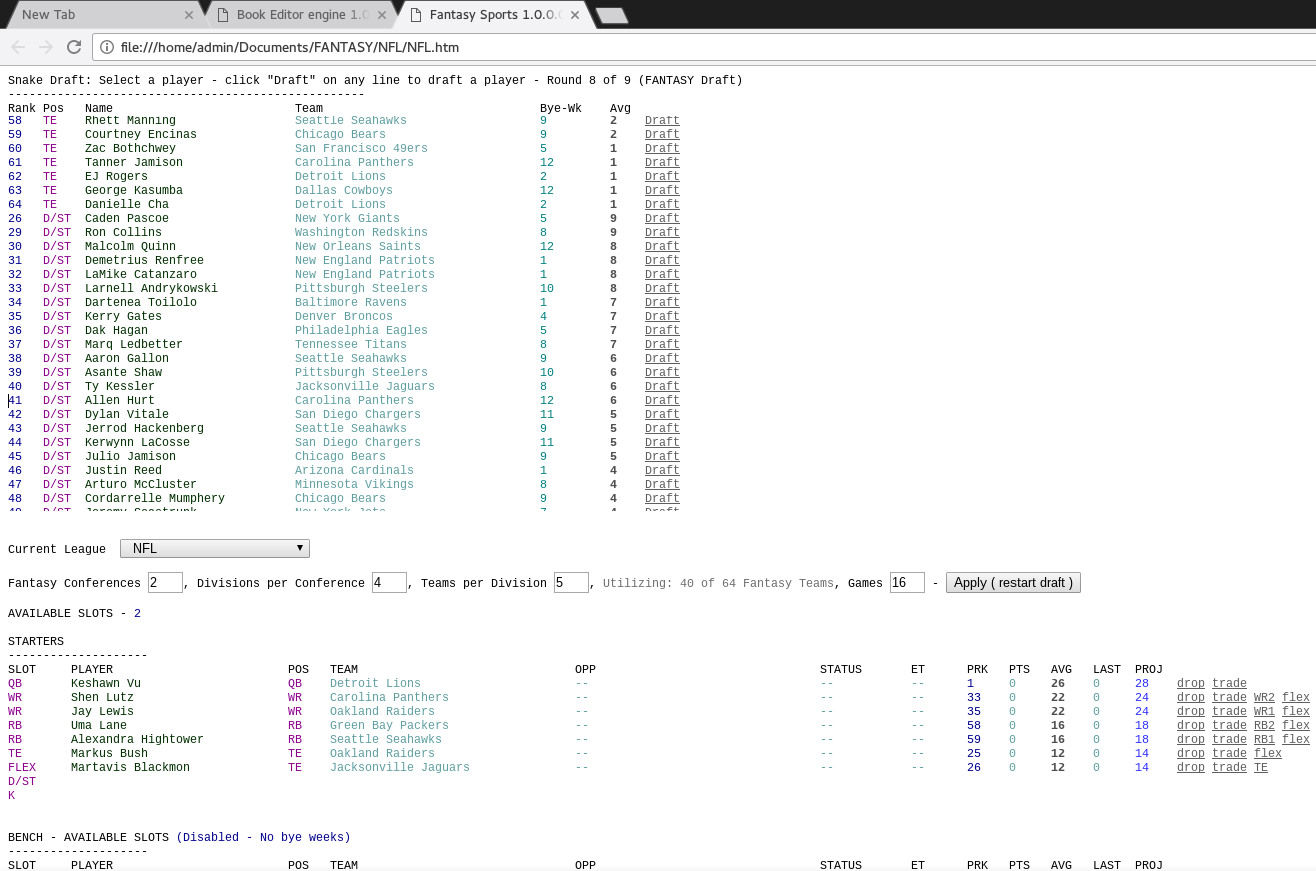 New Tab
Book Editor engine 1.0
Fantasy Sports 1.0.0.0
file:///home/admin/Documents/FANTASY/NFL/NFL.htm
Snake Draft: Select a player - click "Draft" on any line to draft a player - Round 8 of 9 (FANTASY Draft)
---------------------------------------------------
Rank Pos Name Team Bye-Wk Avg
58 TE Rhett Manning Seattle Seahawks 9 2 Draft
59 TE Courtney Encinas Chicago Bears 9 2 Draft
60 TE Zac Bothchwey San Francisco 49ers 5 1 Draft
61 TE Tanner Jamison Carolina Panthers 12 1 Draft
62 TE EJ Rogers Detroit Lions 2 1 Draft
63 TE George Kasumba Dallas Cowboys 12 1 Draft
64 TE Danielle Cha Detroit Lions 2 1 Draft
26 D/ST Caden Pascoe New York Giants 5 9 Draft
29 D/ST Ron Collins Washington Redskins 8 9 Draft
30 D/ST Malcolm Quinn New Orleans Saints 12 8 Draft
31 D/ST Demetrius Renfree New England Patriots 1 8 Draft
32 D/ST LaMike Catanzaro New England Patriots 1 8 Draft
33 D/ST Larnell Andrykowski Pittsburgh Steelers 10 8 Draft
34 D/ST Dartenea Toilolo Baltimore Ravens 1 7 Draft
35 D/ST Kerry Gates Denver Broncos 4 7 Draft
36 D/ST Dak Hagan Philadelphia Eagles 5 7 Draft
37 D/ST Marq Ledbetter Tennessee Titans 8 7 Draft
38 D/ST Aaron Gallon Seattle Seahawks 9 6 Draft
39 D/ST Asante Shaw Pittsburgh Steelers 10 6 Draft
40 D/ST Ty Kessler Jacksonville Jaguars 8 6 Draft
41 D/ST Allen Hurt Carolina Panthers 12 6 Draft
42 D/ST Dylan Vitale San Diego Chargers 11 5 Draft
43 D/ST Jerrod Hackenberg Seattle Seahawks 9 5 Draft
44 D/ST Kerwynn LaCosse San Diego Chargers 11 5 Draft
45 D/ST Julio Jamison Chicago Bears 9 5 Draft
46 D/ST Justin Reed Arizona Cardinals 1 4 Draft
47 D/ST Arturo McCluster Minnesota Vikings 8 4 Draft
48 D/ST Cordarrelle Mumphery Chicago Bears 9 4 Draft
Current League NFL
Fantasy Conferences 2, Divisions per Conference 4, Teams per Division 5, Utilizing: 40 of 64 Fantasy Teams, Games 16 - Apply ( restart draft )
AVAILABLE SLOTS - 2
STARTERS
--------------------
SLOT PLAYER POS TEAM OPP STATUS ET PRK PTS AVG LAST PROJ
QB Keshawn Vu QB Detroit Lions -- -- -- 1 0 26 0 28 drop trade
WR Shen Lutz WR Carolina Panthers -- -- -- 33 0 22 0 24 drop trade WR2 flex
WR Jay Lewis WR Oakland Raiders -- -- -- 35 0 22 0 24 drop trade WR1 flex
RB Uma Lane RB Green Bay Packers -- -- -- 58 0 16 0 18 drop trade RB2 flex
RB Alexandra Hightower RB Seattle Seahawks -- -- -- 59 0 16 0 18 drop trade RB1 flex
TE Markus Bush TE Oakland Raiders -- -- -- 25 0 12 0 14 drop trade flex
FLEX Martavis Blackmon TE Jacksonville Jaguars -- -- -- 26 0 12 0 14 drop trade TE
D/ST
K
BENCH - AVAILABLE SLOTS (Disabled - No bye weeks)
--------------------
SLOT PLAYER POS TEAM OPP STATUS ET PRK PTS AVG LAST PROJ